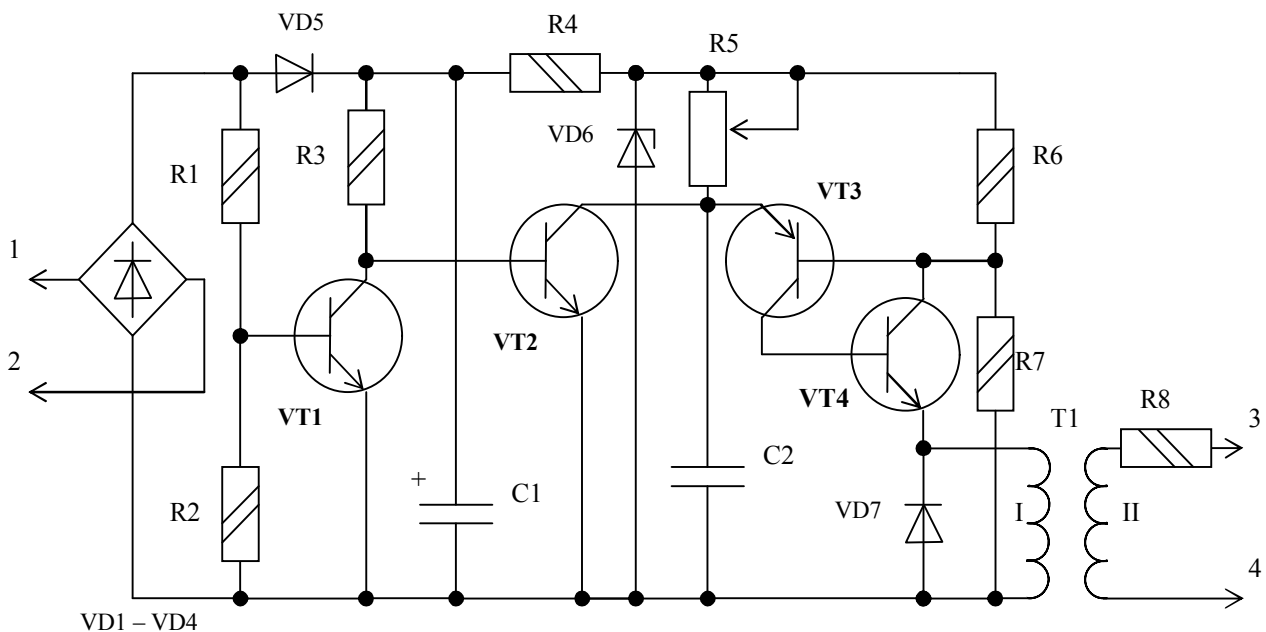 VD5
R4
R5
R1
R3
VD6
VT3
R6
1
2
VT2
VT1
VT4
R7
T1
R8
3
R2
+
C1
C2
VD7
I
II
4
VD1 – VD4